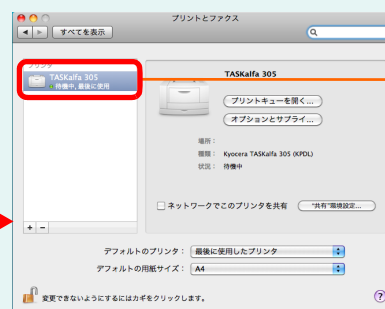 プリントとファクス
すべてを表示
プリンタ
TASKalfa 305
待機中, 最後に使用
TASKalfa 305
プリントキューを開く...
オプションとサプライ...
場所：
種類： Kyocera TASKalfa 305 (KPDL)
状況： 待機中
ネットワークでこのプリンタを共有
"共有"環境設定...
+ −
デフォルトのプリンタ： 最後に使用したプリンタ
デフォルトの用紙サイズ： A4
変更できないようにするにはカギをクリックします。
?